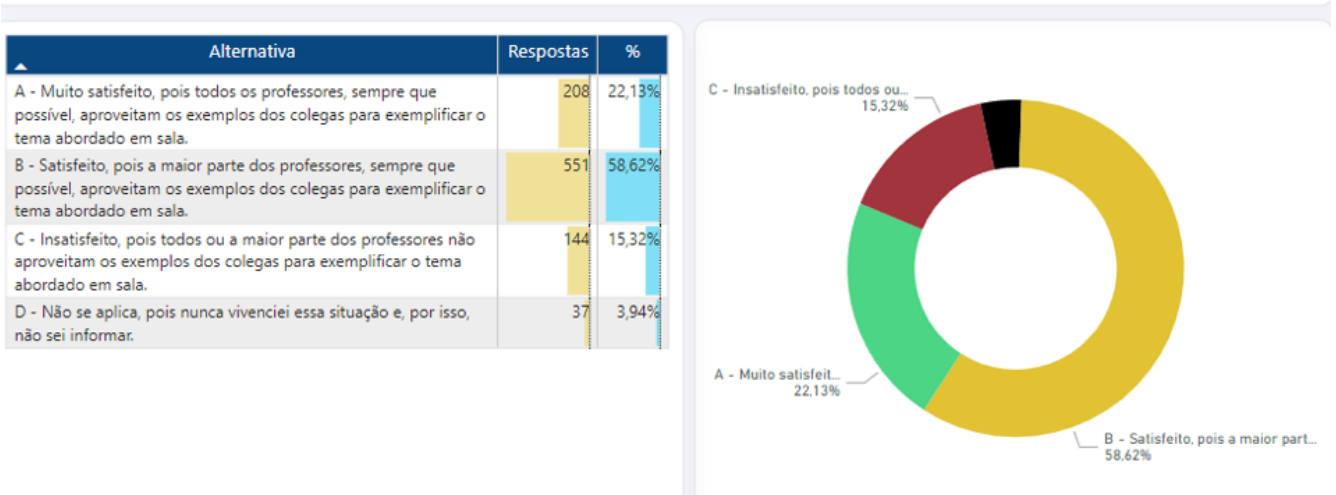 Alternativa Respostas %
A - Muito satisfeito, pois todos os professores, sempre que 208 22,13%
possível, aproveitam os exemplos dos colegas para exemplificar o
tema abordado em sala.
B - Satisfeito, pois a maior parte dos professores, sempre que 551 58,62%
possível, aproveitam os exemplos dos colegas para exemplificar o
tema abordado em sala.
C - Insatisfeito, pois todos ou a maior parte dos professores não 144 15,32%
aproveitam os exemplos dos colegas para exemplificar o tema
abordado em sala.
D - Não se aplica, pois nunca vivenciei essa situação e, por isso, 37 3,94%
não sei informar.
C - Insatisfeito, pois todos ou...
15,32%
A - Muito satisfeit...
22,13%
B - Satisfeito, pois a maior part...
58,62%